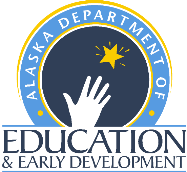 ALASKA DEPARTMENT OF
EDUCATION
& EARLY DEVELOPMENT